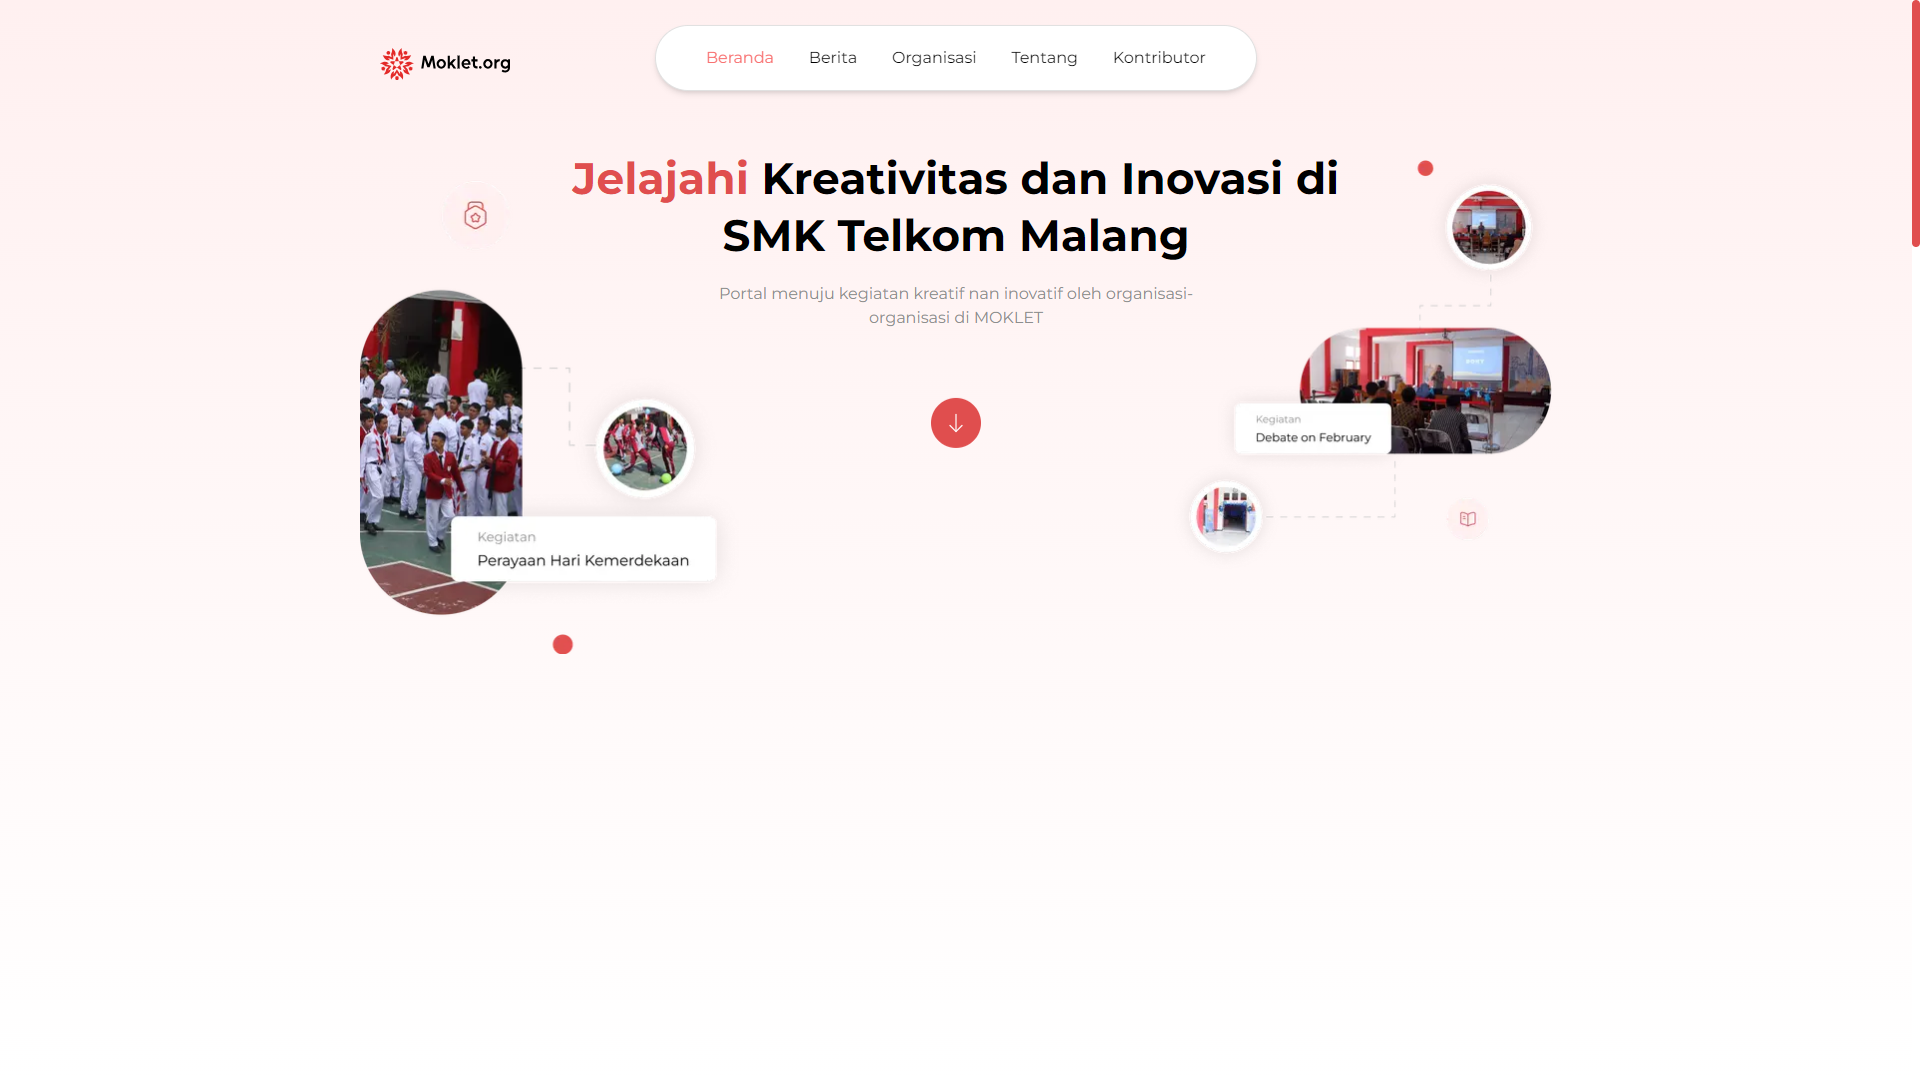 Moklet.org
Beranda
Berita
Organisasi
Tentang
Kontributor
Jelajahi Kreativitas dan Inovasi di
SMK Telkom Malang
Portal menuju kegiatan kreatif nan inovatif oleh organisasi-
organisasi di MOKLET
Kegiatan
Debate on February
Kegiatan
Perayaan Hari Kemerdekaan